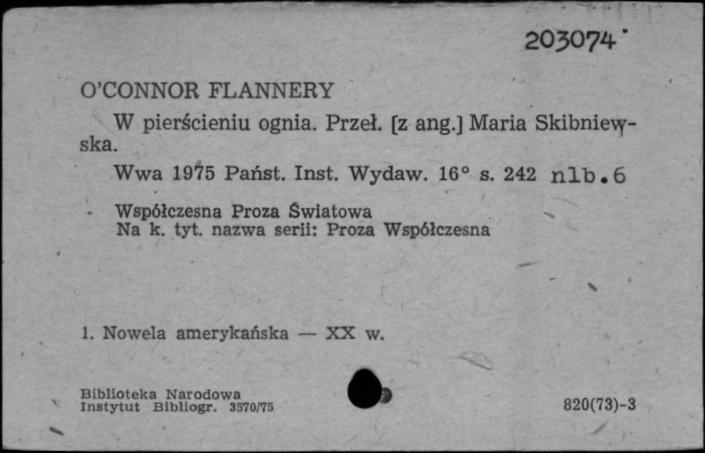 203074
O'CONNOR FLANNERY
W pierścieniu ognia. Przeł. [z ang.] Maria Skibniew-
ska.
Wwa 1975 Państ. Inst. Wydaw. 16° s. 242 nlb.6
Współczesna Proza Światowa
Na k. tyt. nazwa serii: Proza Współczesna
1. Nowela amerykańska — XX w.
Biblioteka Narodowa
Instytut Bibliogr. 3570/75
820(73)-3